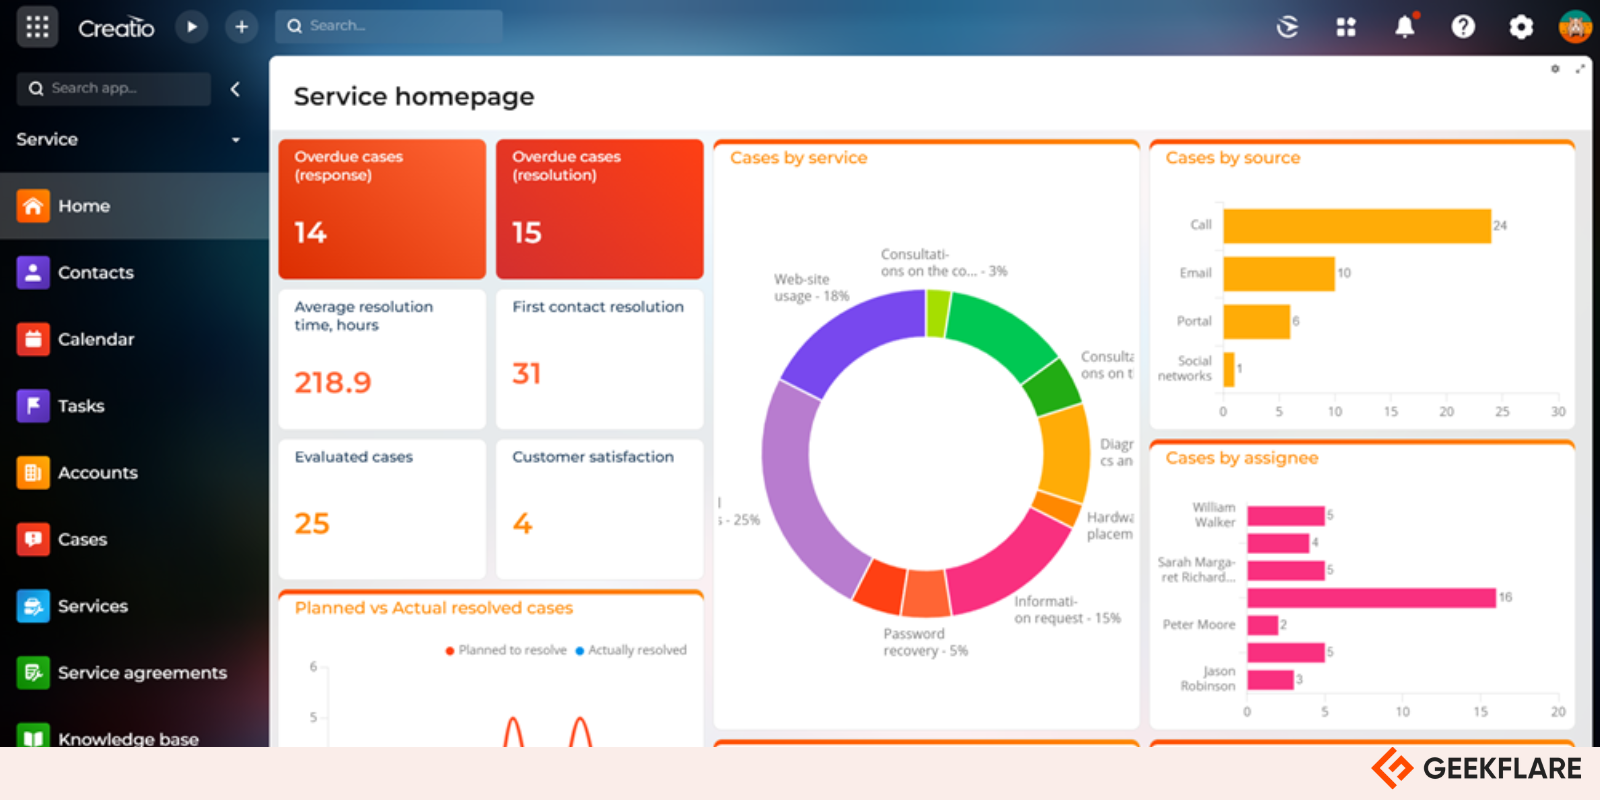 Creatio
Search...
Search app...
Service
Home
Contacts
Calendar
Tasks
Accounts
Cases
Services
Service agreements
Knowledge base
Service homepage
Overdue cases
(response)
14
Overdue cases
(resolution)
15
Average resolution
time, hours
218.9
First contact resolution
31
Evaluated cases
25
Customer satisfaction
4
Planned vs Actual resolved cases
Planned to resolve
Actually resolved
6
5
Cases by service
Consultati-
ons on the co... - 3%
Web-site
usage - 18%
Consulta
ons on t
Diagr
cs an
Hardwa
placem
s - 25%
Informati-
on request - 15%
Password
recovery - 5%
Cases by source
Call
24
Email
10
Portal
6
Social
networks
1
0 5 10 15 20 25 30
Cases by assignee
William
Walker
5
4
Sarah Marga-
ret Richard...
5
16
Peter Moore
2
5
Jason
Robinson
3
0 5 10 15 20
GEEKFLARE